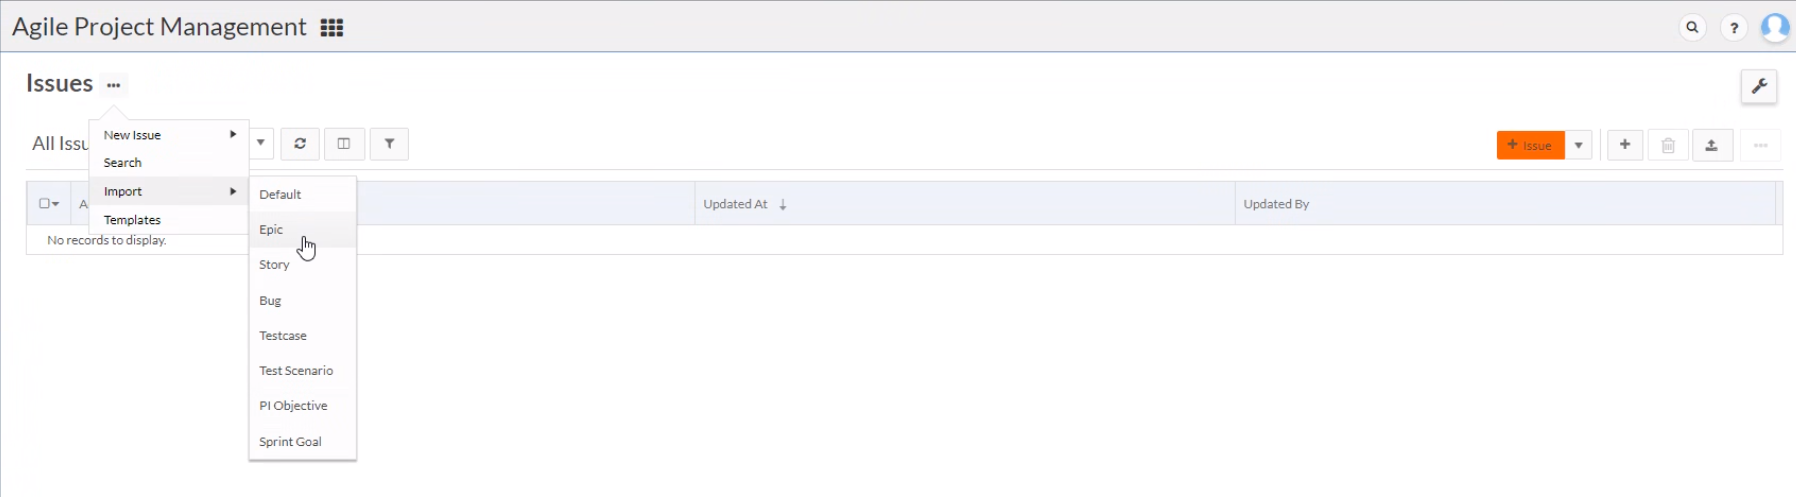 Agile Project Management
?
Issues
New Issue
All Issu
Search
+ Issue
Import
Default
A
Updated At ↓
Updated By
Templates
Epic
No records to display.
Story
Bug
Testcase
Test Scenario
PI Objective
Sprint Goal